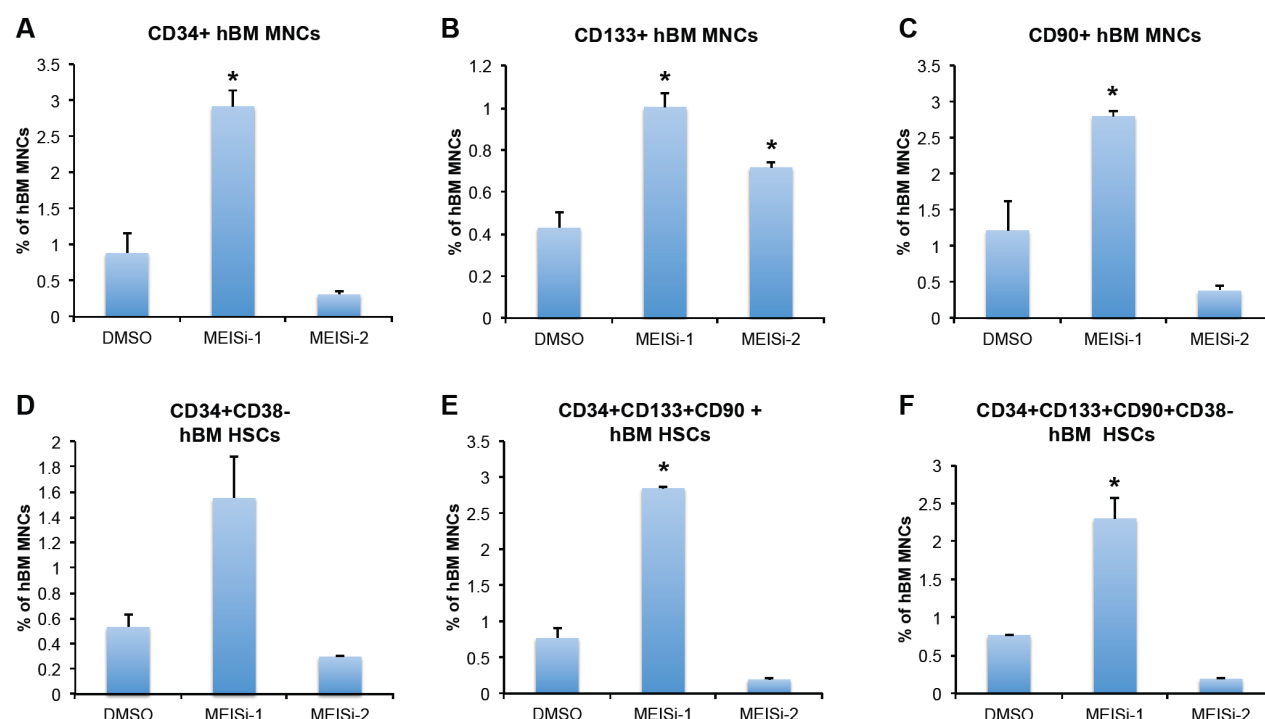 A
CD34+ hBM MNCs
% of hBM MNCs
3.5
3
2.5
2
1.5
1
0.5
0
*
DMSO MEISi-1 MEISi-2
B
CD133+ hBM MNCs
% of hBM MNCs
1.2
1
0.8
0.6
0.4
0.2
0
*
*
DMSO MEISi-1 MEISi-2
C
CD90+ hBM MNCs
% of hBM MNCs
3.5
3
2.5
2
1.5
1
0.5
0
*
DMSO MEISi-1 MEISi-2
D
CD34+CD38-
hBM HSCs
% of hBM MNCs
2
1.8
1.6
1.4
1.2
1
0.8
0.6
0.4
0.2
0
DMSO MEISi-1 MEISi-2
E
CD34+CD133+CD90 +
hBM HSCs
% of hBM MNCs
3.5
3
2.5
2
1.5
1
0.5
0
*
DMSO MEISi-1 MEISi-2
F
CD34+CD133+CD90+CD38-
hBM HSCs
% of hBM MNCs
3
2.5
2
1.5
1
0.5
0
*
DMSO MEISi-1 MEISi-2